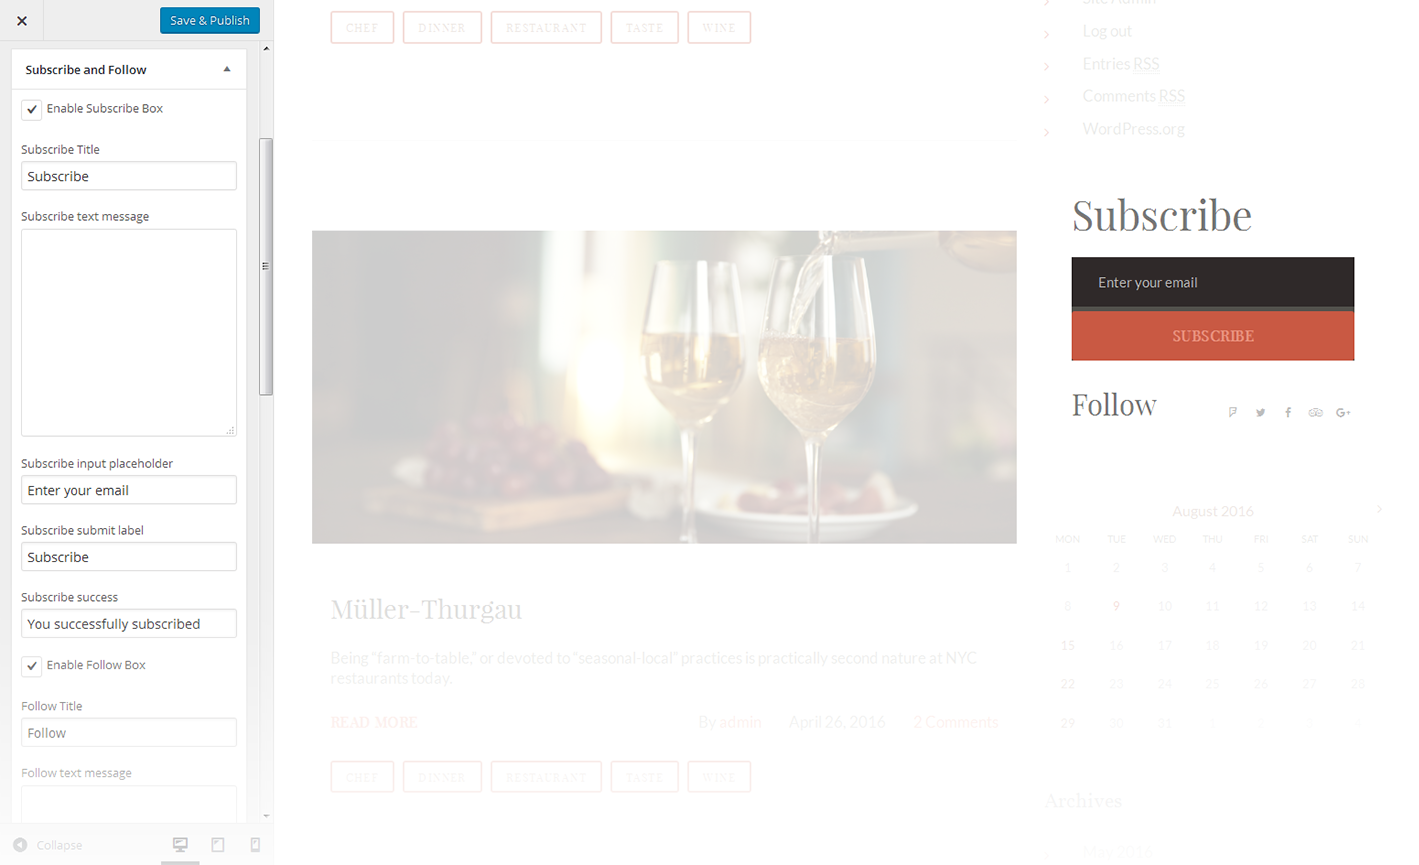 Save & Publish
Subscribe and Follow
Enable Subscribe Box
Subscribe Title
Subscribe
Subscribe text message
Subscribe input placeholder
Enter your email
Subscribe submit label
Subscribe
Subscribe success
You successfully subscribed
Enable Follow Box
Follow Title
Follow
Follow text message
Collapse
CHEF
DINNER
RESTAURANT
TASTE
WINE
Müller-Thurgau
Being "farm-to-table," or devoted to "seasonal-local" practices is practically second nature at NYC
restaurants today.
READ MORE
By admin
April 26, 2016
2 Comments
CHEF
DINNER
RESTAURANT
TASTE
WINE
Site Admin
Log out
Entries RSS
Comments RSS
WordPress.org
Subscribe
Enter your email
SUBSCRIBE
Follow
August 2016
MON TUE WED THU FRI SAT SUN
1 2 3 4 5 6 7
8 9 10 11 12 13 14
15 16 17 18 19 20 21
22 23 24 25 26 27 28
29 30 31
Archives
May 2016